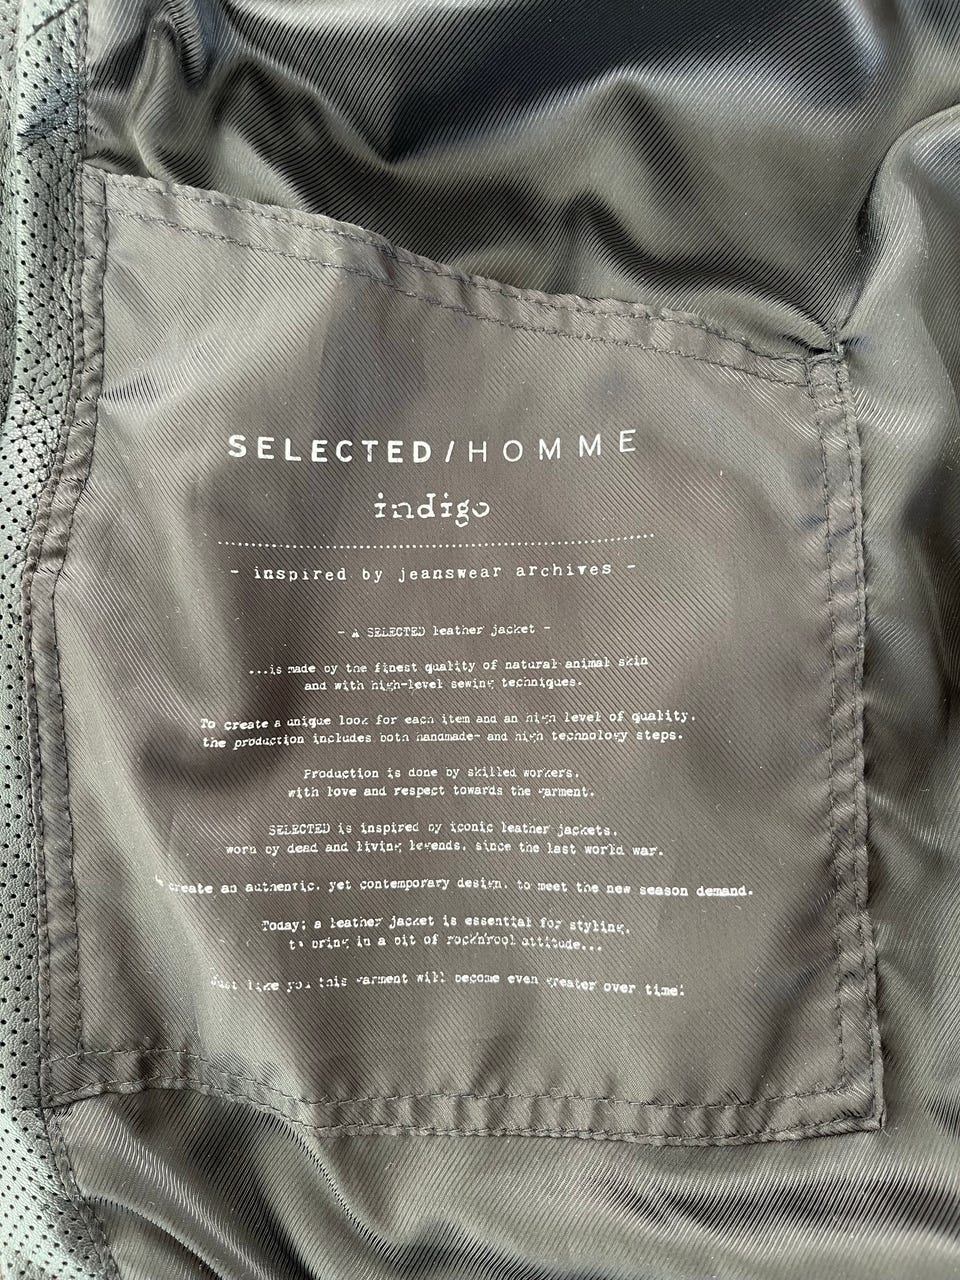 SELECTED/HOMME
indigo
- inspired by jeanswear archives -
- A SELECTED leather jacket -
...is made by the finest quality of natural animal skin
and with high-level sewing techniques.
To create a unique look for each item and an high level of quality,
the production includes both handmade- and high technology steps.
Production is done by skilled workers,
with love and respect towards the garment.
SELECTED is inspired by iconic leather jackets,
worn by dead and living legends, since the last world war.
create an authentic, yet contemporary design, to meet the new season demand.
Today; a leather jacket is essential for styling,
to bring in a bit of rock'n'rool attitude...
Just like you this garment will become even greater over time!